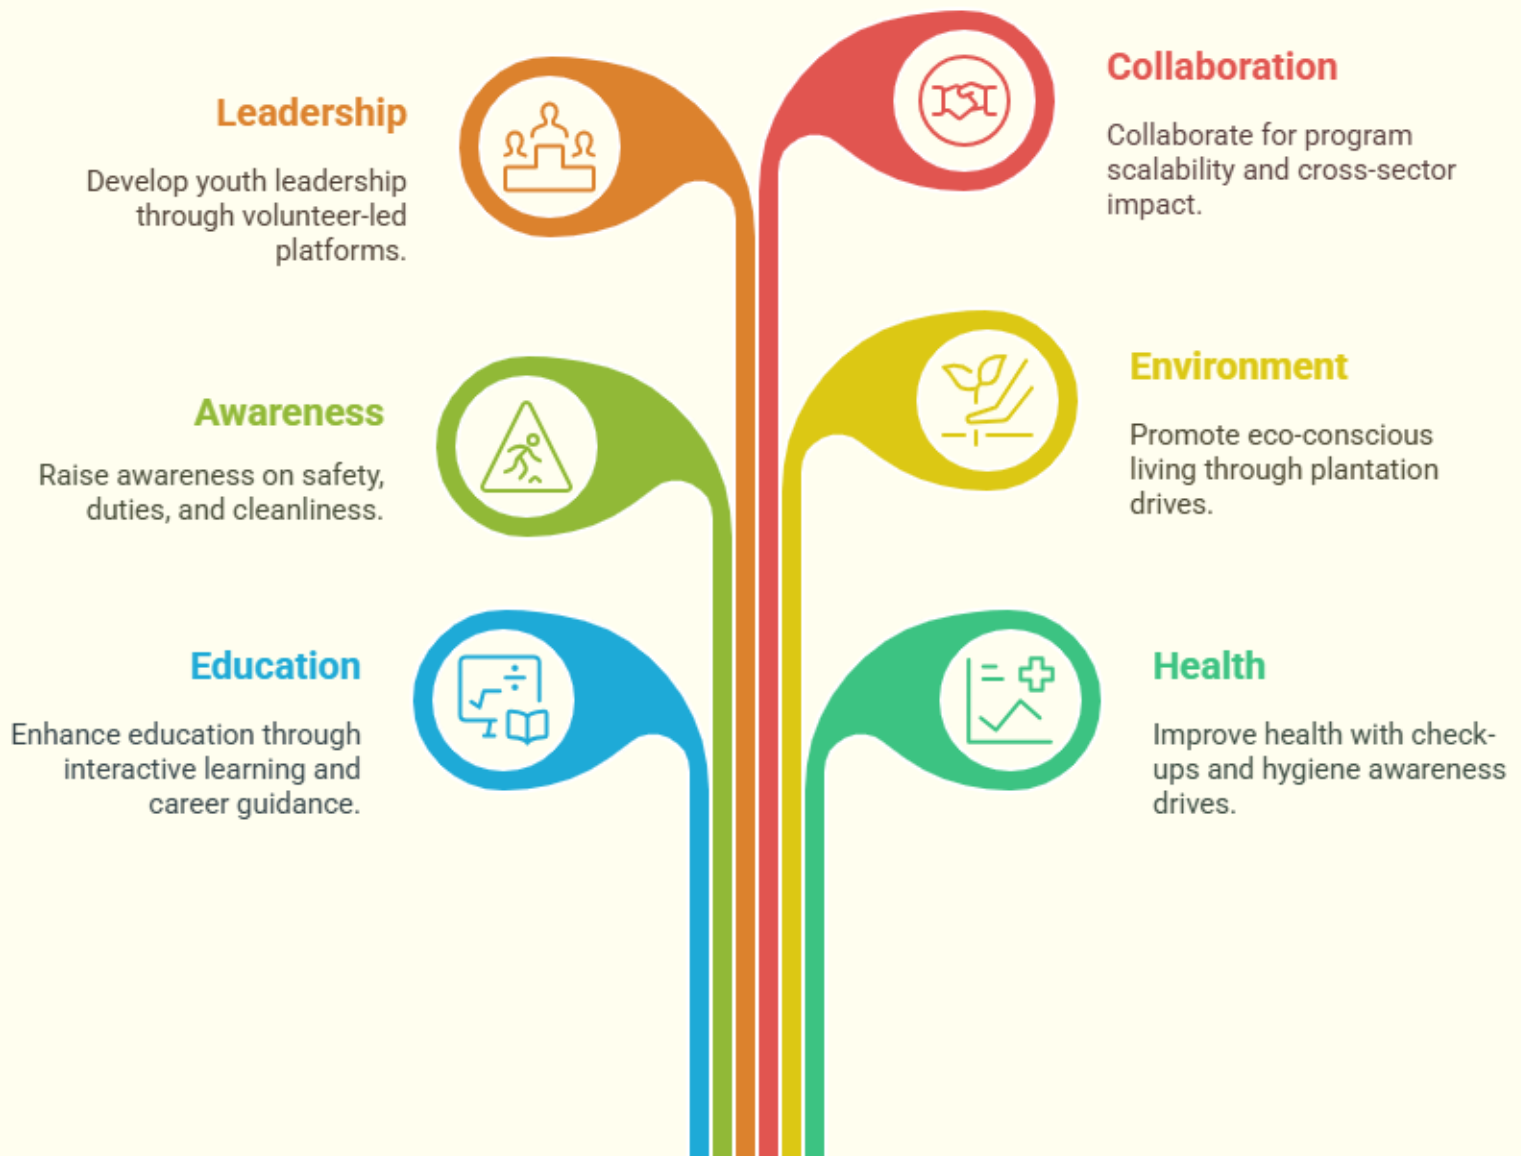 Leadership
Develop youth leadership
through volunteer-led
platforms.
Collaboration
Collaborate for program
scalability and cross-sector
impact.
Awareness
Raise awareness on safety,
duties, and cleanliness.
Environment
Promote eco-conscious
living through plantation
drives.
Education
Enhance education through
interactive learning and
career guidance.
Health
Improve health with check-
ups and hygiene awareness
drives.